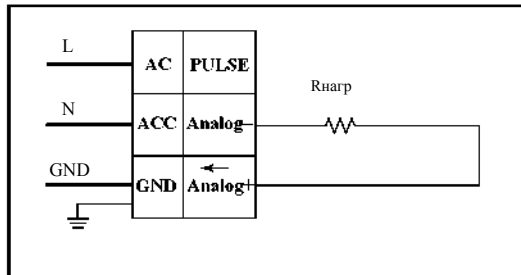 L
AC PULSE
Rнагр
N
ACC Analog-
GND
GND Analog+